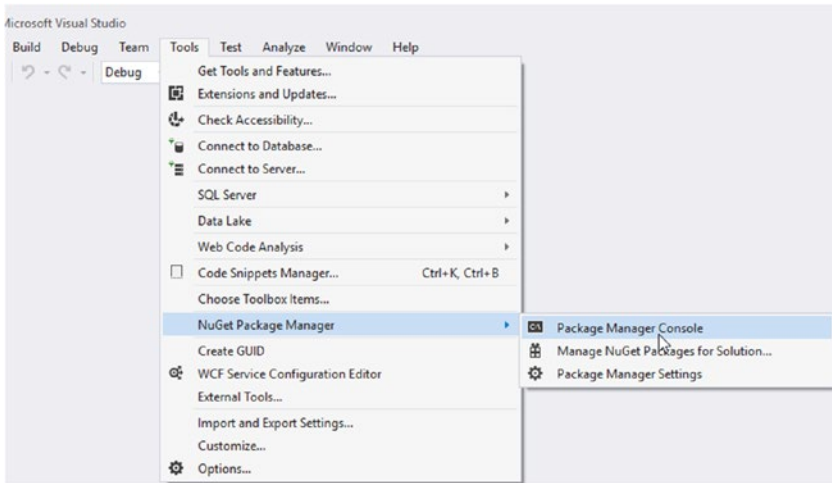 Microsoft Visual Studio
Build Debug Team Tools Test Analyze Window Help
Debug
Get Tools and Features...
Extensions and Updates...
Check Accessibility...
Connect to Database...
Connect to Server...
SQL Server
Data Lake
Web Code Analysis
Code Snippets Manager... Ctrl+K, Ctrl+B
Choose Toolbox Items...
NuGet Package Manager
Package Manager Console
Create GUID
Manage NuGet Packages for Solution...
WCF Service Configuration Editor
Package Manager Settings
External Tools...
Import and Export Settings...
Customize...
Options...